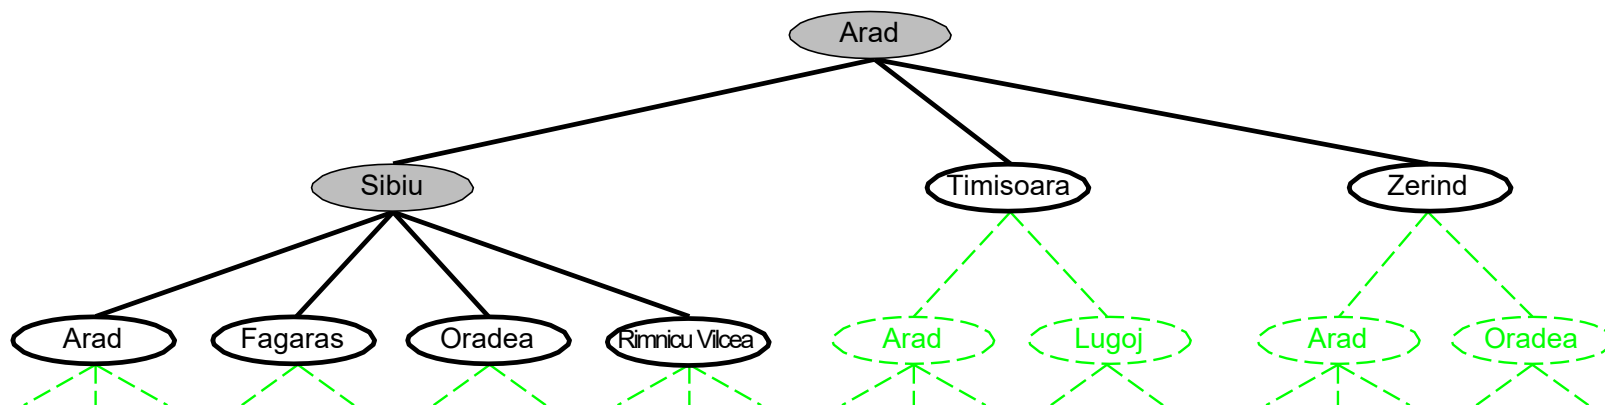 Arad
Sibiu
Timisoara
Zerind
Arad
Fagaras
Oradea
Rimnicu Vilcea
Arad
Lugoj
Arad
Oradea